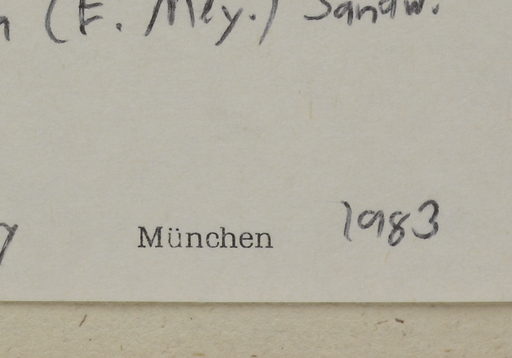 (E. Mey.) Sandw.
München 1983